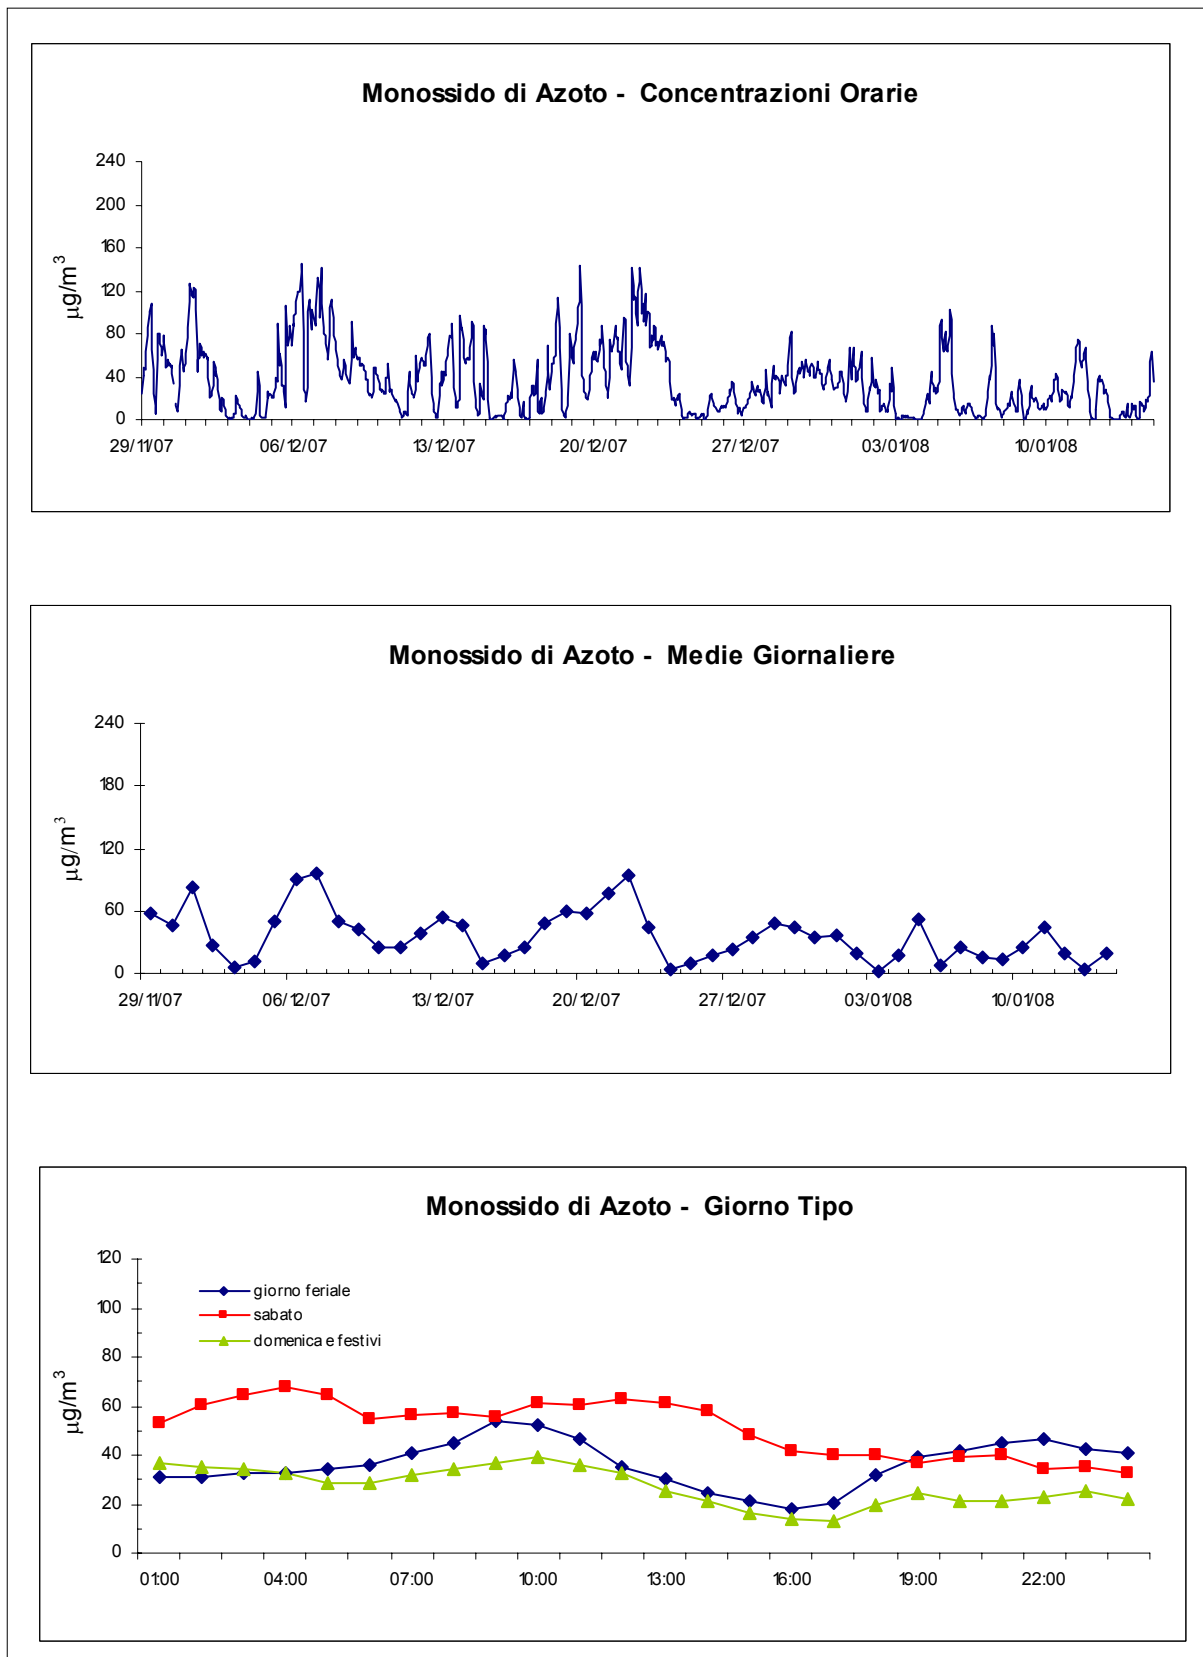 Monossido di Azoto - Concentrazioni Orarie
240
200
160
120
80
40
0
µg/m³
29/11/07 06/12/07 13/12/07 20/12/07 27/12/07 03/01/08 10/01/08
Monossido di Azoto - Medie Giornaliere
240
180
120
60
0
µg/m³
29/11/07 06/12/07 13/12/07 20/12/07 27/12/07 03/01/08 10/01/08
Monossido di Azoto - Giorno Tipo
120
100
80
60
40
20
0
µg/m³
giorno feriale
sabato
domenica e festivi
01:00 04:00 07:00 10:00 13:00 16:00 19:00 22:00